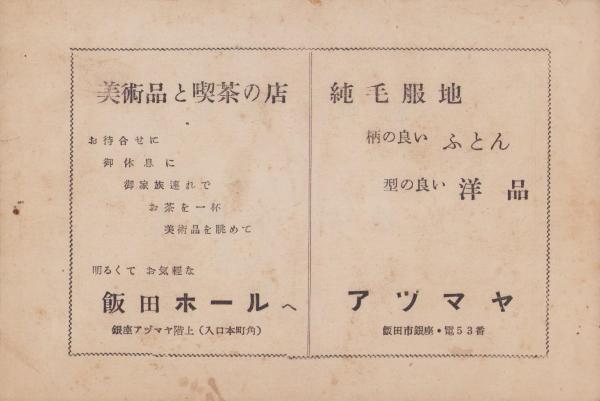 美術品と喫茶の店
お待合せに
御休息に
御家族連れで
お茶を一杯
美術品を眺めて
明るくて お気軽な
飯田ホールへ
銀座アヅマヤ階上（入口本町角）
純毛服地
柄の良い ふとん
型の良い 洋品
アヅマヤ
飯田市銀座・電53番